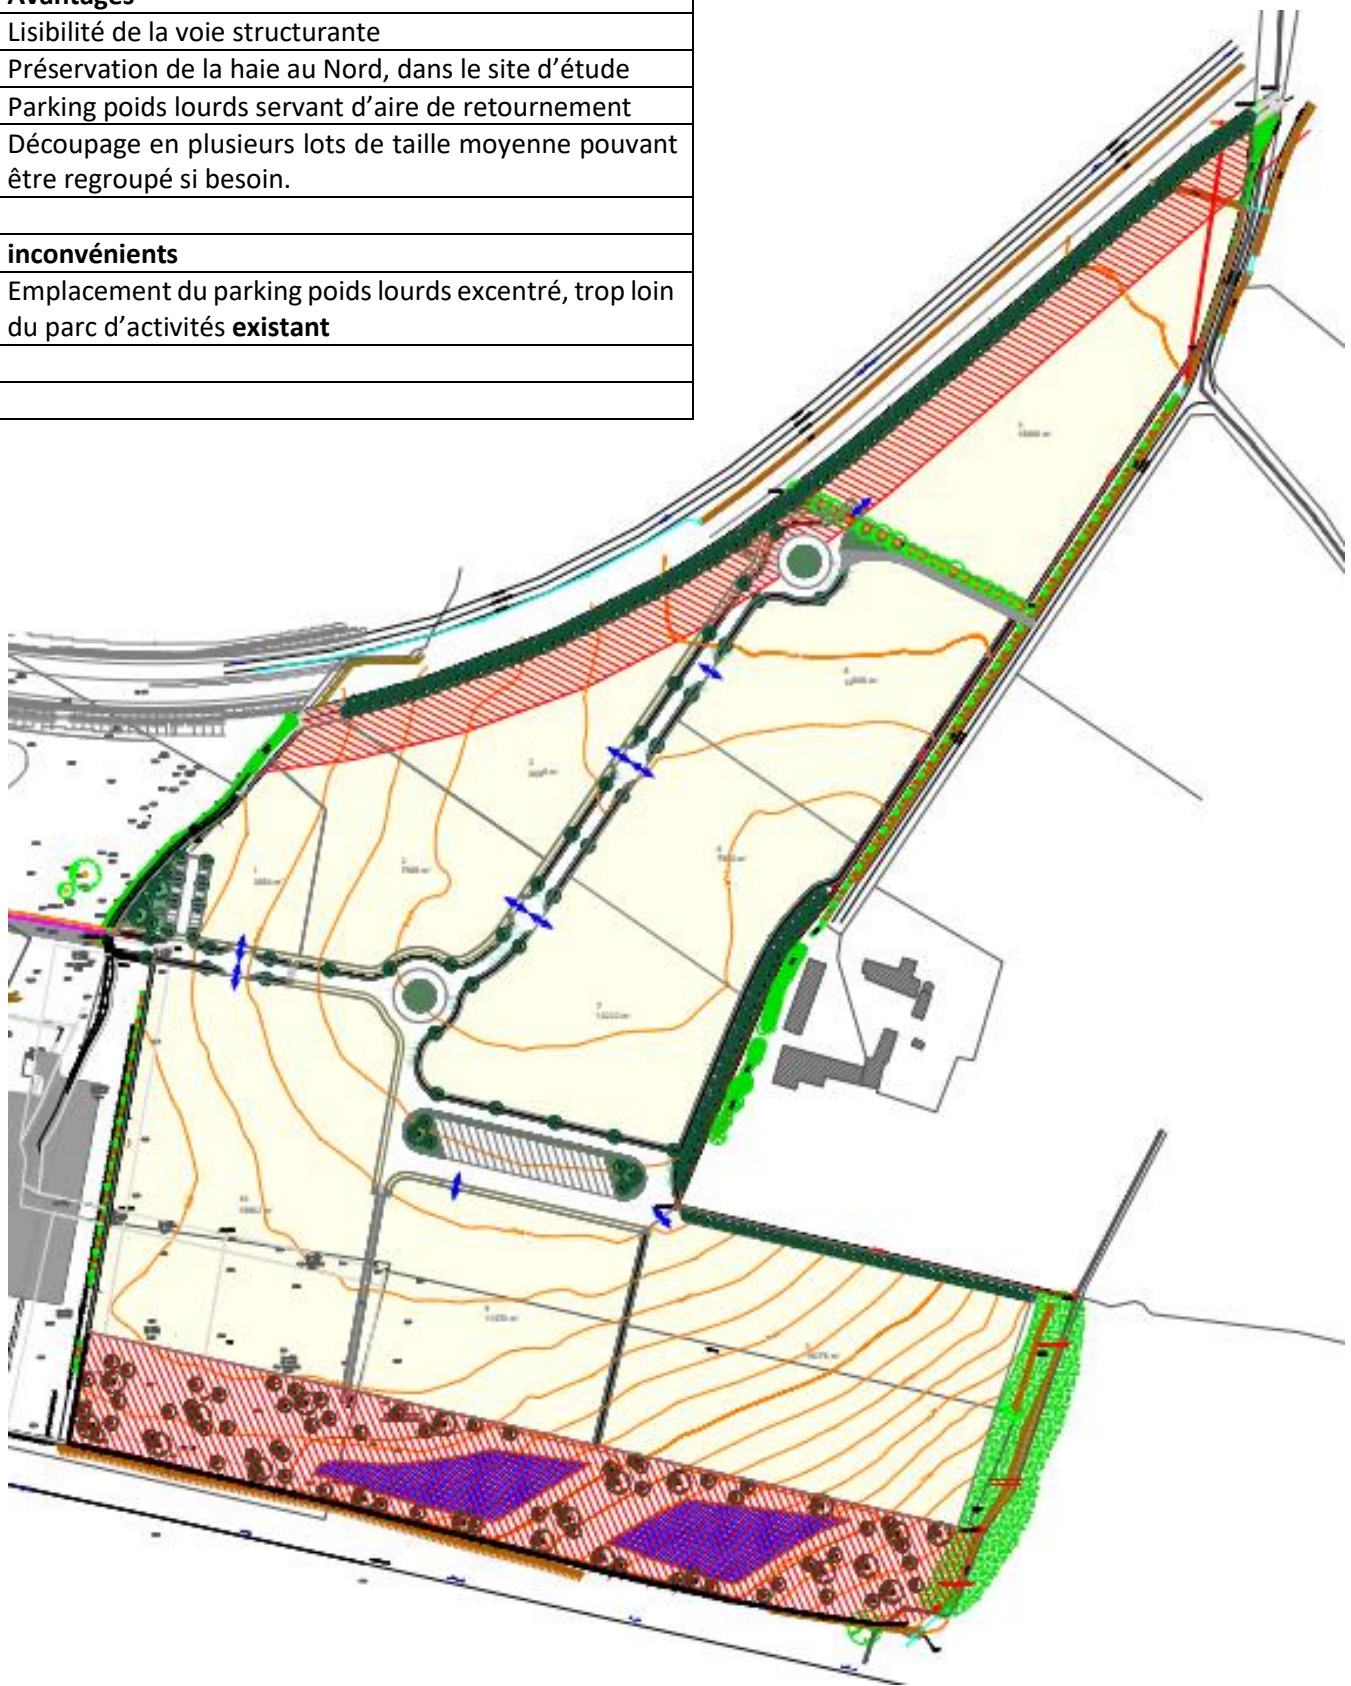 Avantages
Lisibilité de la voie structurante
Préservation de la haie au Nord, dans le site d'étude
Parking poids lourds servant d'aire de retournement
Découpage en plusieurs lots de taille moyenne pouvant
être regroupé si besoin.
inconvénients
Emplacement du parking poids lourds excentré, trop loin
du parc d'activités existant